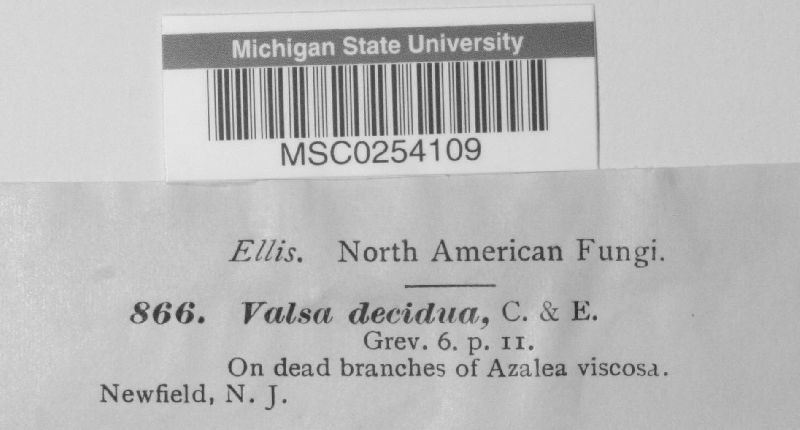 Michigan State University
MSC0254109
Ellis. North American Fungi.
866. Valsa decidua, C. & E.
Grev. 6. p. 11.
On dead branches of Azalea viscosa.
Newfield, N. J.